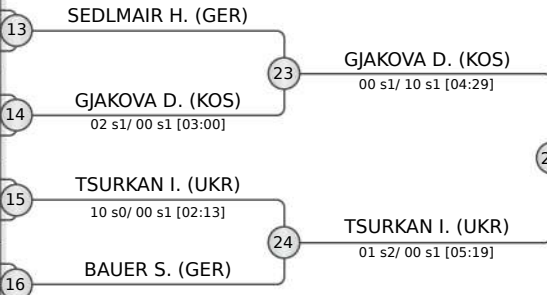 SEDLMAIR H. (GER)
13
23
GJAKOVA D. (KOS)
00 s1/ 10 s1 [04:29]
GJAKOVA D. (KOS)
14
02 s1/ 00 s1 [03:00]
TSURKAN I. (UKR)
15
10 s0/ 00 s1 [02:13]
24
TSURKAN I. (UKR)
01 s2/ 00 s1 [05:19]
BAUER S. (GER)
16